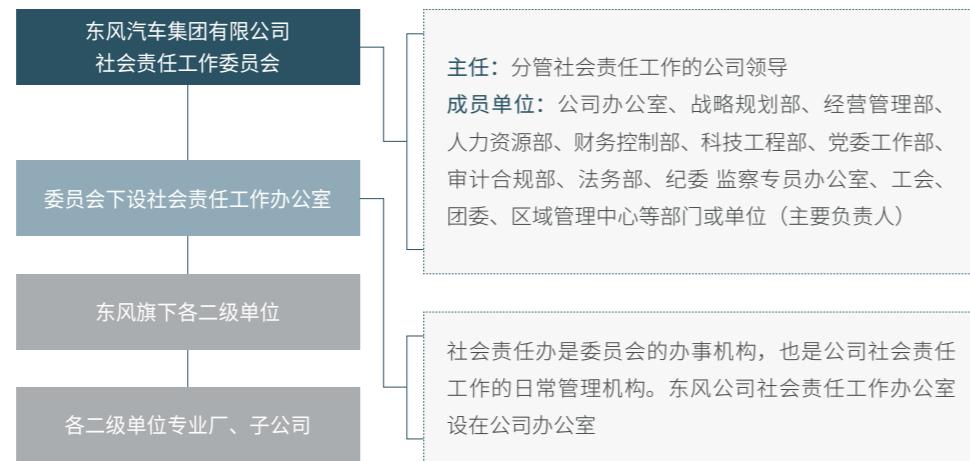 东风汽车集团有限公司
社会责任工作委员会
主任：分管社会责任工作的公司领导
成员单位：公司办公室、战略规划部、经营管理部、
人力资源部、财务控制部、科技工程部、党委工作部、
审计合规部、法务部、纪委 监察专员办公室、工会、
团委、区域管理中心等部门或单位（主要负责人）
委员会下设社会责任工作办公室
社会责任办是委员会的办事机构，也是公司社会责任
工作的日常管理机构。东风公司社会责任工作办公室
设在公司办公室
东风旗下各二级单位
各二级单位专业厂、子公司